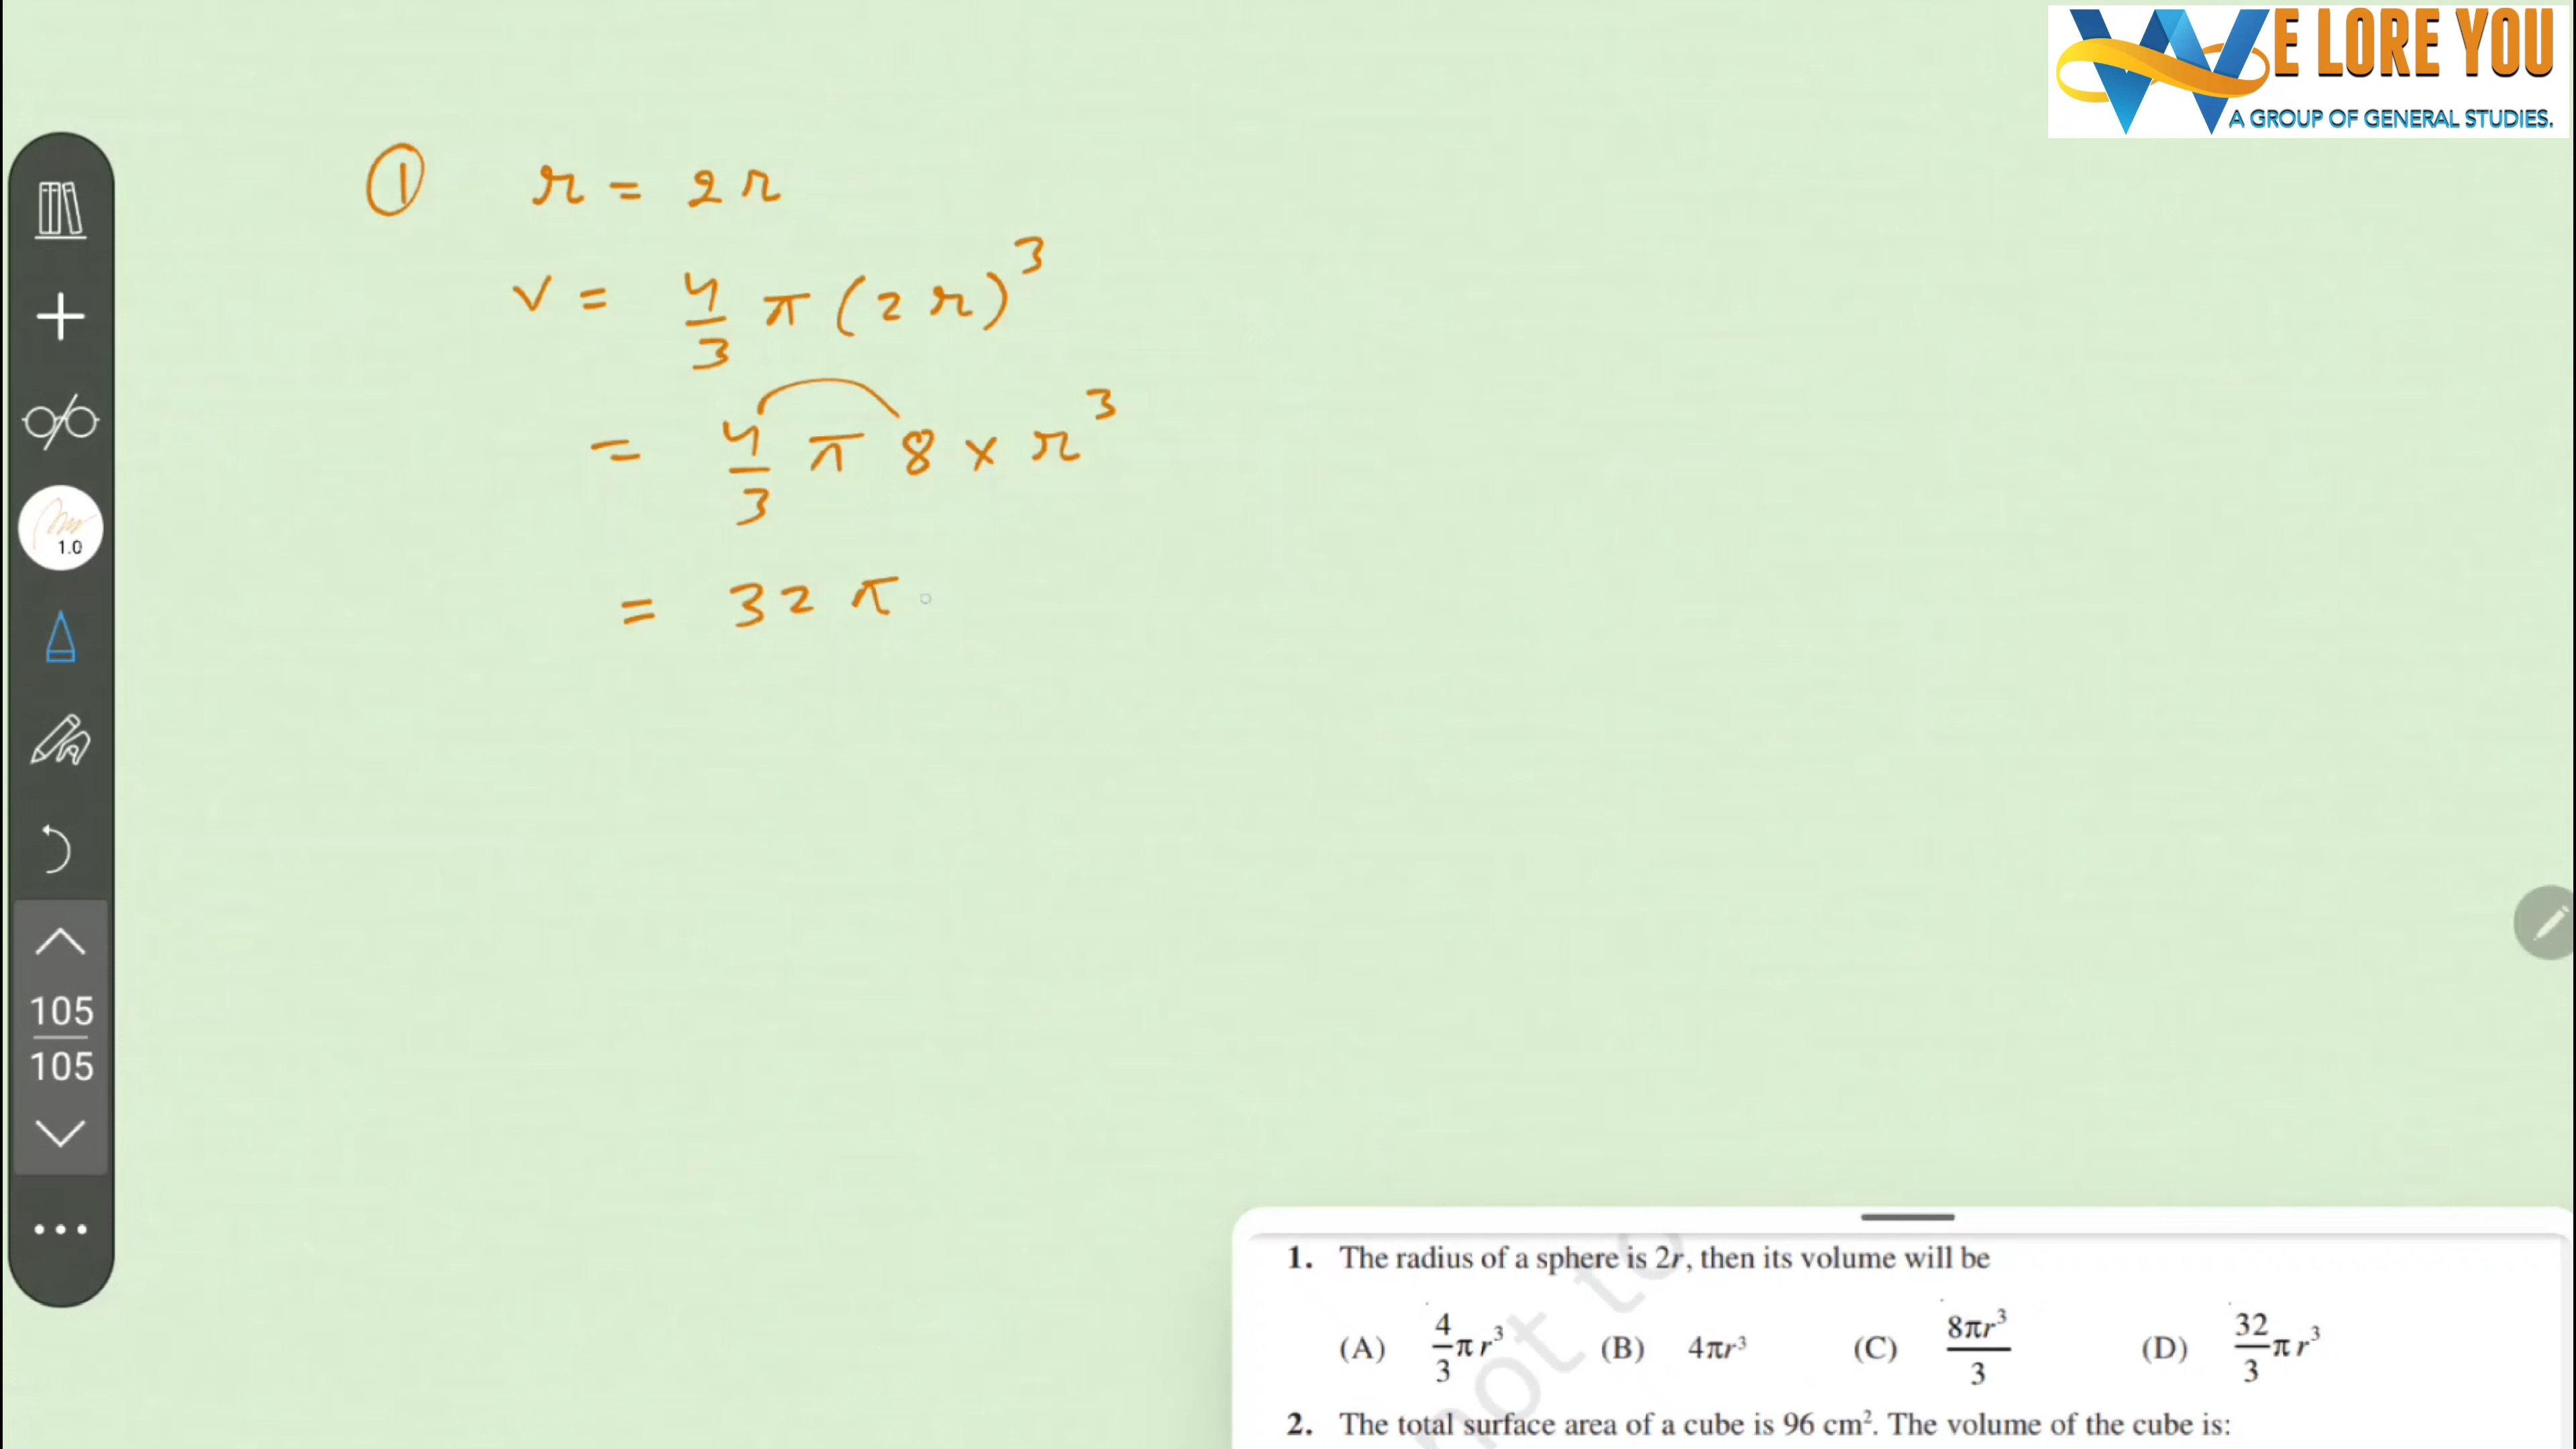 WE LORE YOU
A GROUP OF GENERAL STUDIES.
① r = 2r
v = 4/3 π (2r)³
= 4/3 π 8 × r³
= 32 π
1.0
105
105
1. The radius of a sphere is 2r, then its volume will be
(A) 4/3 π r³ (B) 4πr³ (C) 8πr³/3 (D) 32/3 π r³
2. The total surface area of a cube is 96 cm². The volume of the cube is:
not to